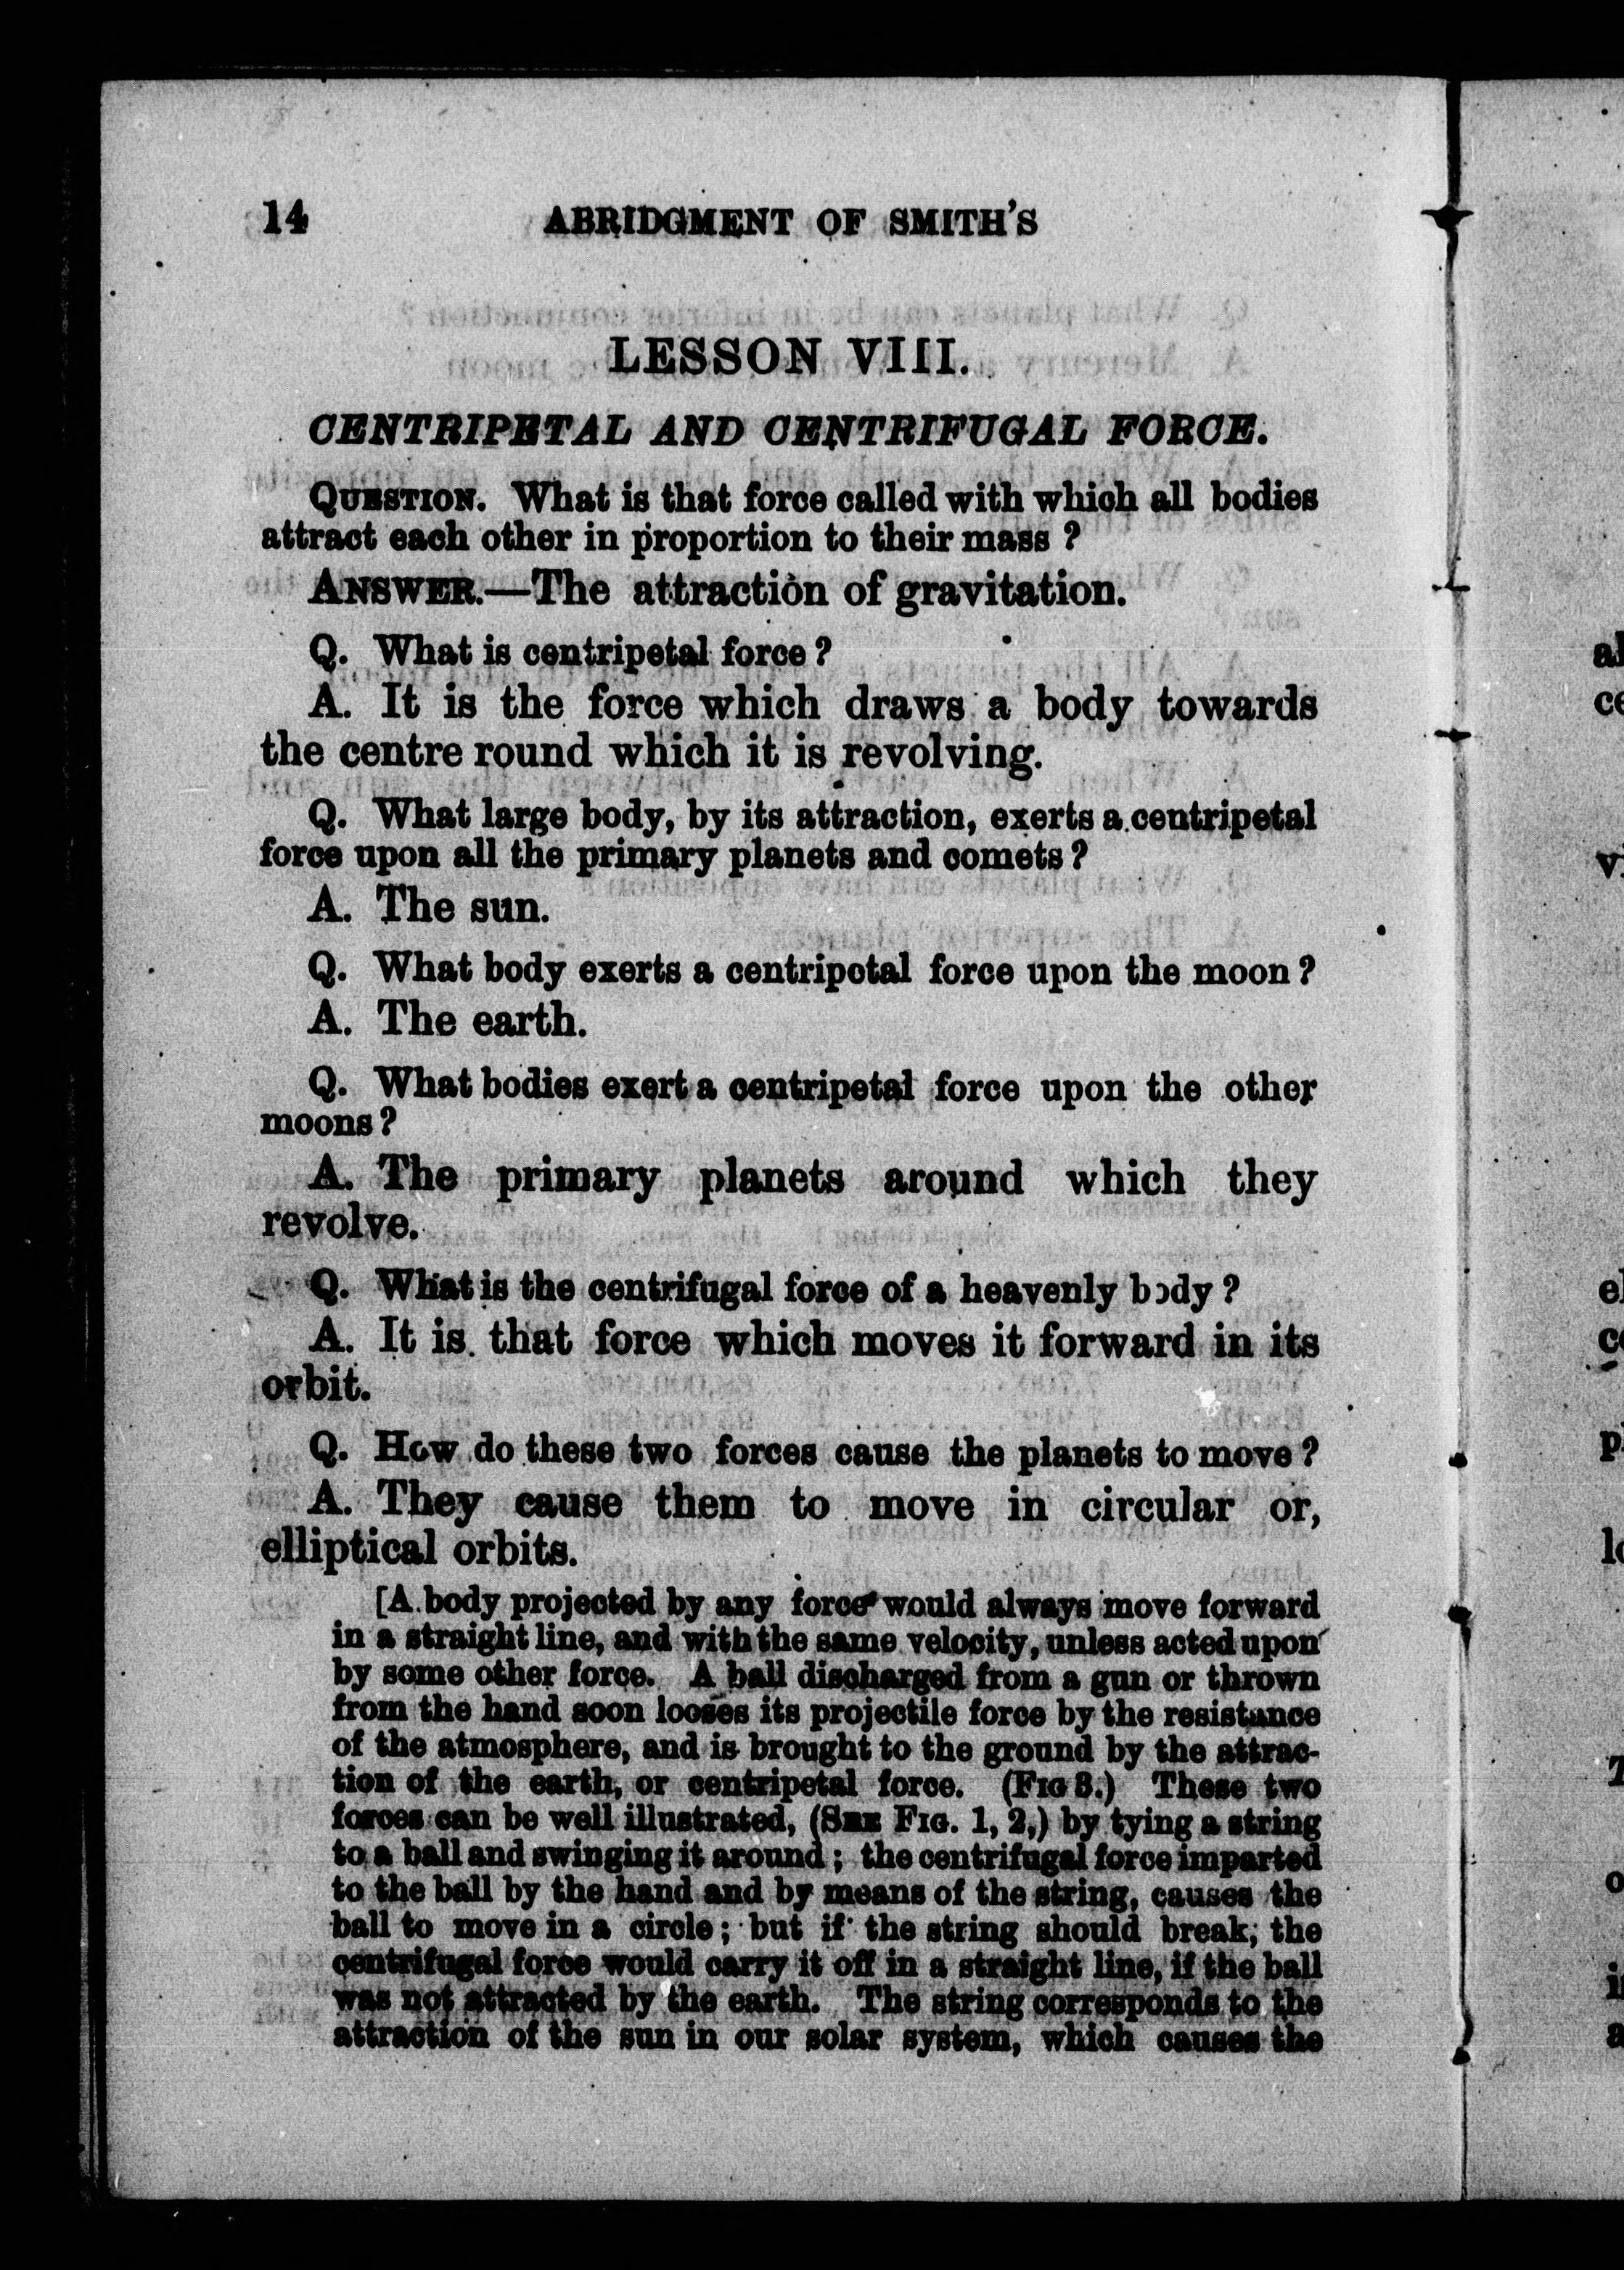 14 ABRIDGMENT OF SMITH'S
LESSON VIII.
CENTRIPETAL AND CENTRIFUGAL FORCE.
QUESTION. What is that force called with which all bodies
attract each other in proportion to their mass ?
ANSWER.—The attraction of gravitation.
Q. What is centripetal force ?
A. It is the force which draws a body towards
the centre round which it is revolving.
Q. What large body, by its attraction, exerts a centripetal
force upon all the primary planets and comets ?
A. The sun.
Q. What body exerts a centripetal force upon the moon ?
A. The earth.
Q. What bodies exert a centripetal force upon the other
moons ?
A. The primary planets around which they
revolve.
Q. What is the centrifugal force of a heavenly body ?
A. It is that force which moves it forward in its
orbit.
Q. How do these two forces cause the planets to move ?
A. They cause them to move in circular or,
elliptical orbits.
[A body projected by any force would always move forward
in a straight line, and with the same velocity, unless acted upon
by some other force. A ball discharged from a gun or thrown
from the hand soon looses its projectile force by the resistance
of the atmosphere, and is brought to the ground by the attrac-
tion of the earth, or centripetal force. (FIG 3.) These two
forces can be well illustrated, (SEE FIG. 1, 2,) by tying a string
to a ball and swinging it around ; the centrifugal force imparted
to the ball by the hand and by means of the string, causes the
ball to move in a circle ; but if the string should break, the
centrifugal force would carry it off in a straight line, if the ball
was not attracted by the earth. The string corresponds to the
attraction of the sun in our solar system, which causes the